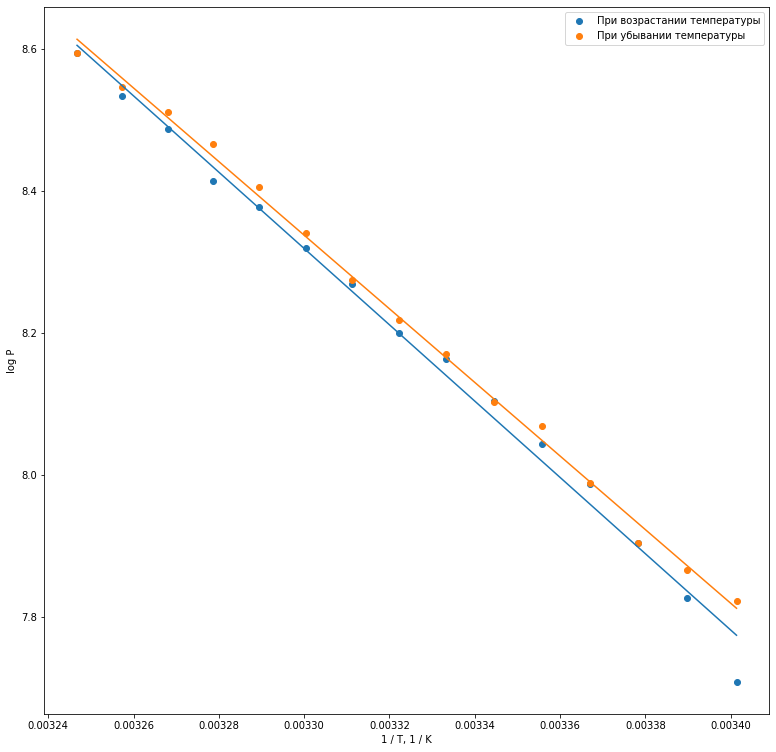 При возрастании температуры
При убывании температуры
8.6
8.4
8.2
8.0
7.8
log P
0.00324 0.00326 0.00328 0.00330 0.00332 0.00334 0.00336 0.00338 0.00340
1 / T, 1 / K